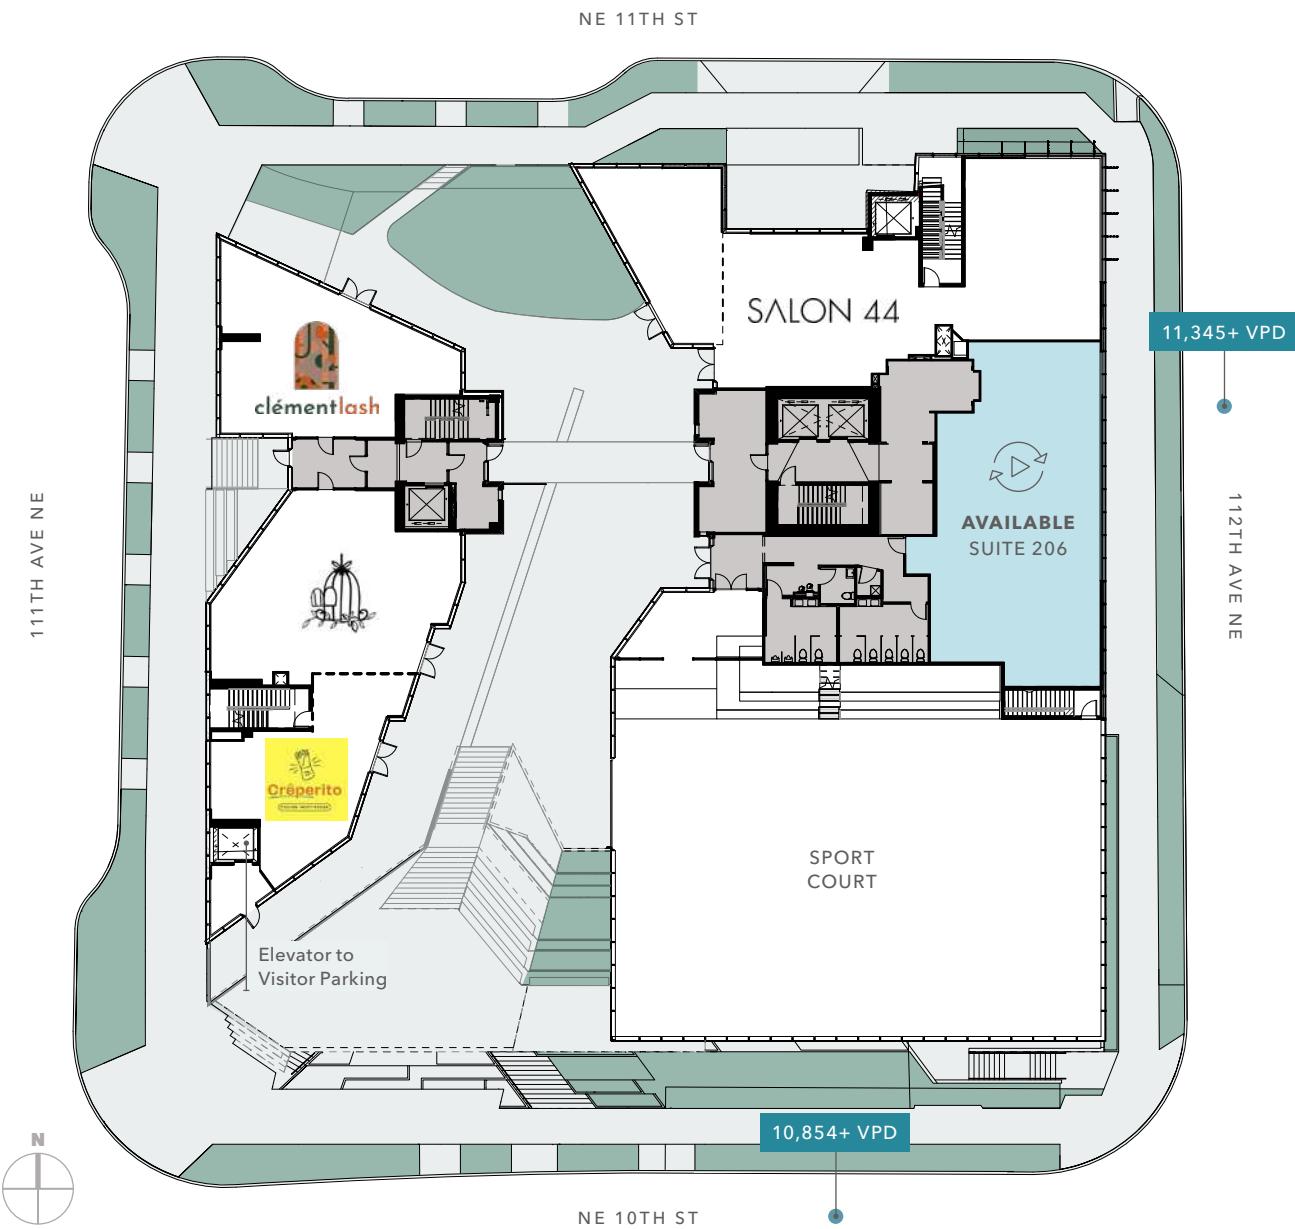 NE 11TH ST
SALON 44
11,345+ VPD
clémentlash
AVAILABLE
SUITE 206
111TH AVE NE
112TH AVE NE
Crêperito
SPORT
COURT
Elevator to
Visitor Parking
10,854+ VPD
N
NE 10TH ST